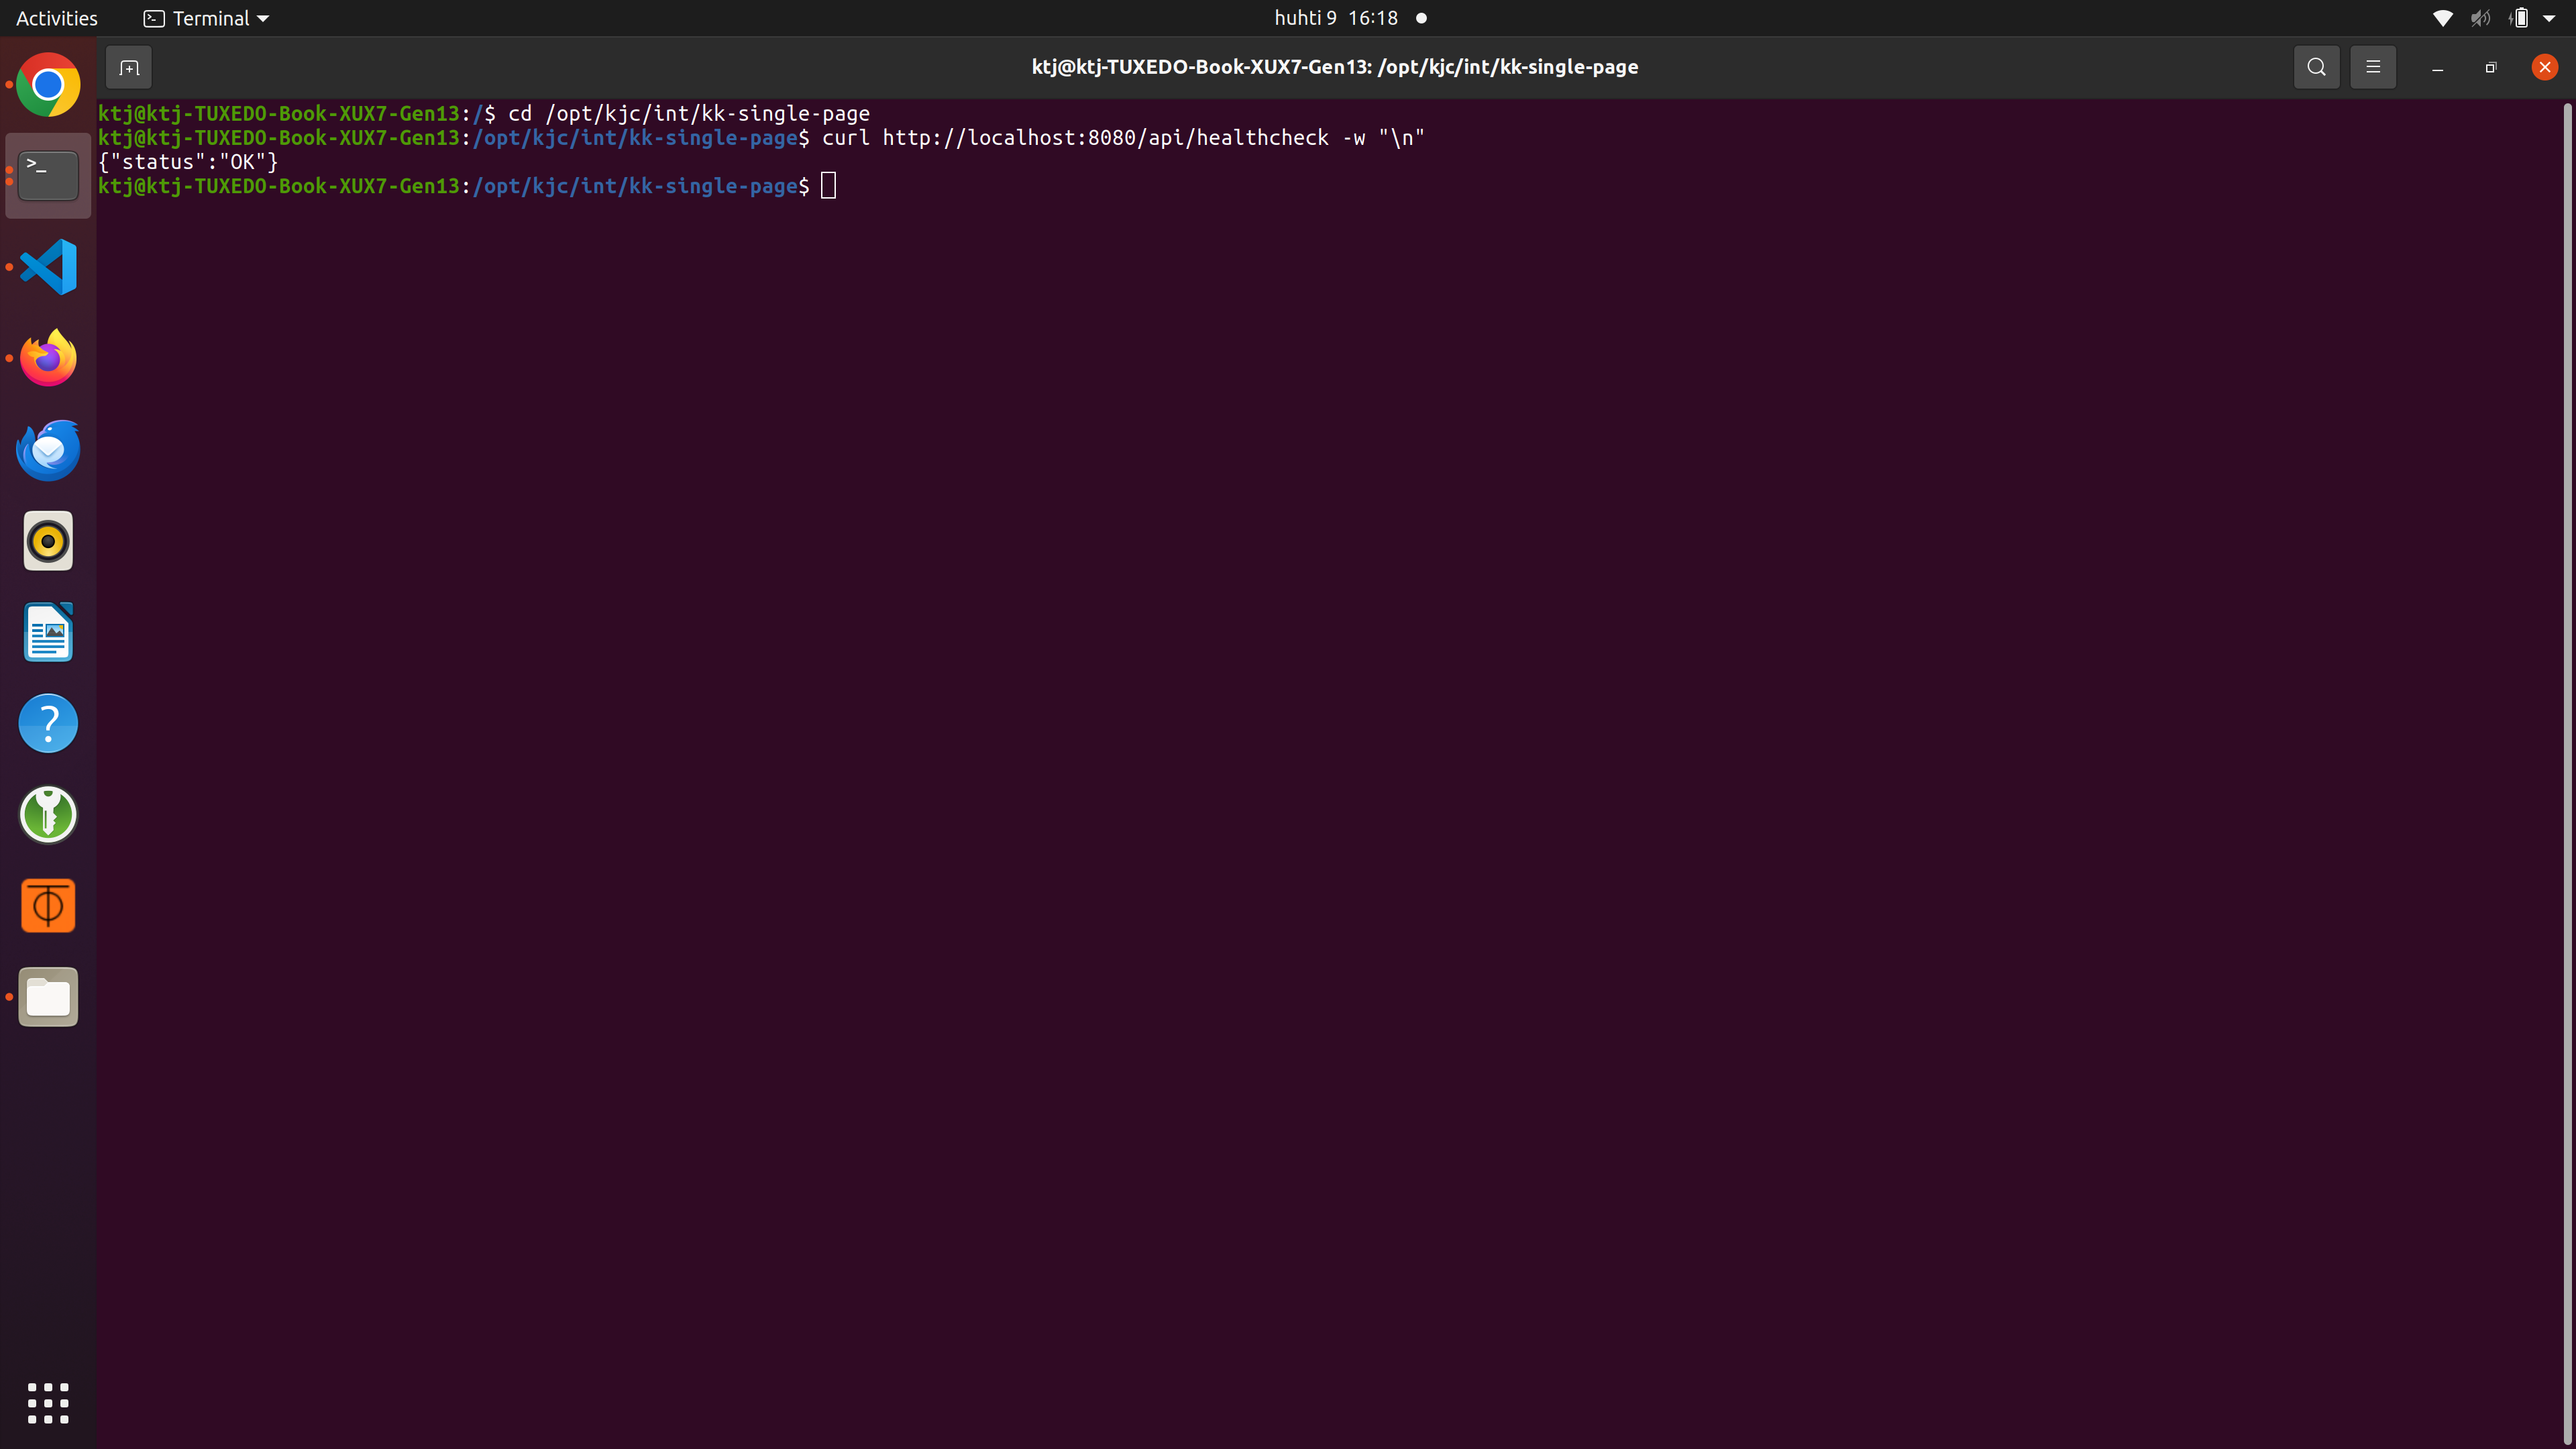 Activities Terminal huhti 9 16:18
ktj@ktj-TUXEDO-Book-XUX7-Gen13: /opt/kjc/int/kk-single-page
ktj@ktj-TUXEDO-Book-XUX7-Gen13:/$ cd /opt/kjc/int/kk-single-page
ktj@ktj-TUXEDO-Book-XUX7-Gen13:/opt/kjc/int/kk-single-page$ curl http://localhost:8080/api/healthcheck -w "\n"
{"status":"OK"}
ktj@ktj-TUXEDO-Book-XUX7-Gen13:/opt/kjc/int/kk-single-page$